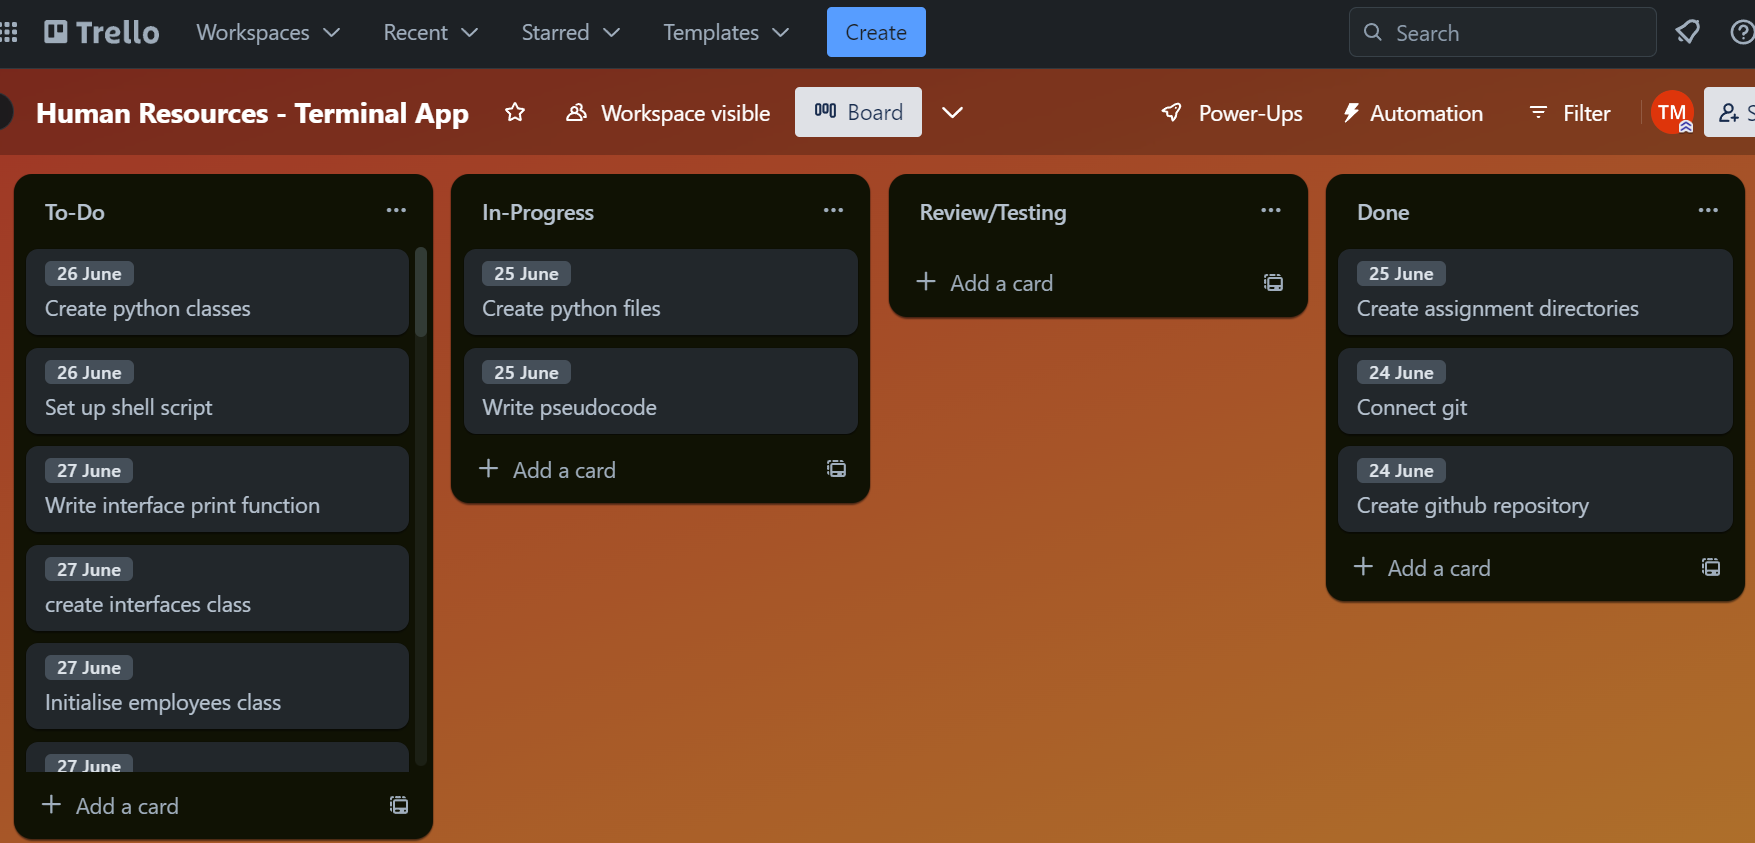 Trello
Workspaces
Recent
Starred
Templates
Create
Search
Human Resources - Terminal App
Workspace visible
Board
Power-Ups
Automation
Filter
TM
To-Do
26 June
Create python classes
26 June
Set up shell script
27 June
Write interface print function
27 June
create interfaces class
27 June
Initialise employees class
27 June
Add a card
In-Progress
25 June
Create python files
25 June
Write pseudocode
Add a card
Review/Testing
Add a card
Done
25 June
Create assignment directories
24 June
Connect git
24 June
Create github repository
Add a card